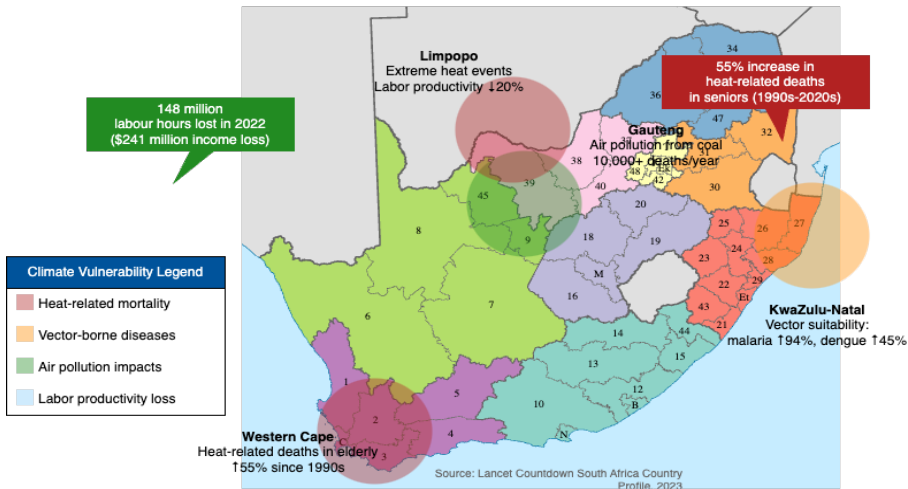 Limpopo
Extreme heat events
Labor productivity ↓20%
55% increase in
heat-related deaths
in seniors (1990s-2020s)
148 million
labour hours lost in 2022
($241 million income loss)
Gauteng
Air pollution from coal
10,000+ deaths/year
34
36
47
32
31
38
39
40
48
42
30
45
8
9
20
18
19
M
16
25
26
27
24
23
28
22
29
Et
43
21
6
7
14
44
13
15
12
10
B
N
1
5
2
4
3
Climate Vulnerability Legend
Heat-related mortality
Vector-borne diseases
Air pollution impacts
Labor productivity loss
KwaZulu-Natal
Vector suitability:
malaria ↑94%, dengue ↑45%
Western Cape
Heat-related deaths in elderly
↑55% since 1990s
Source: Lancet Countdown South Africa Country
Profile, 2023